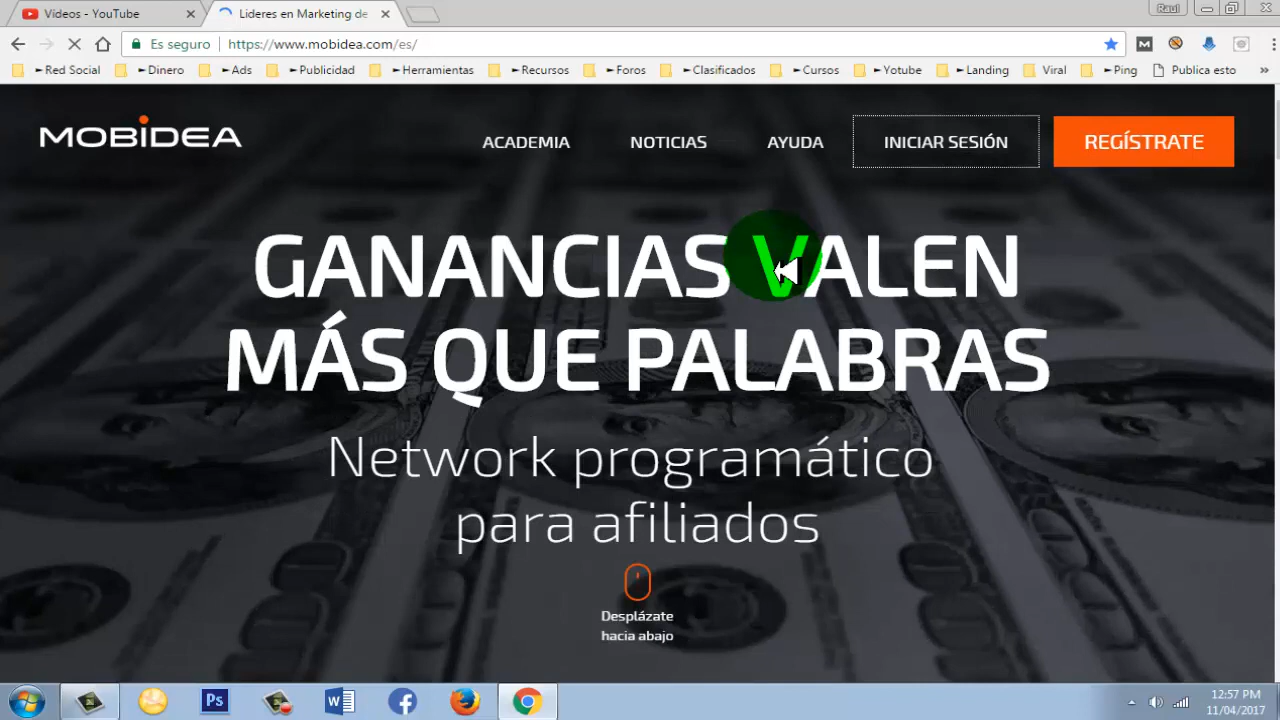 Videos - YouTube
Lideres en Marketing de
Raul
Es seguro
https://www.mobidea.com/es/
►Red Social
►Dinero
►Ads
►Publicidad
►Herramientas
►Recursos
►Foros
►Clasificados
►Cursos
►Yotube
►Landing
Viral
►Ping
Publica esto
»
MOBIDEA
ACADEMIA
NOTICIAS
AYUDA
INICIAR SESIÓN
REGÍSTRATE
GANANCIAS VALEN
MÁS QUE PALABRAS
Network programático
para afiliados
Desplázate
hacia abajo
Ps
12:57 PM
11/04/2017